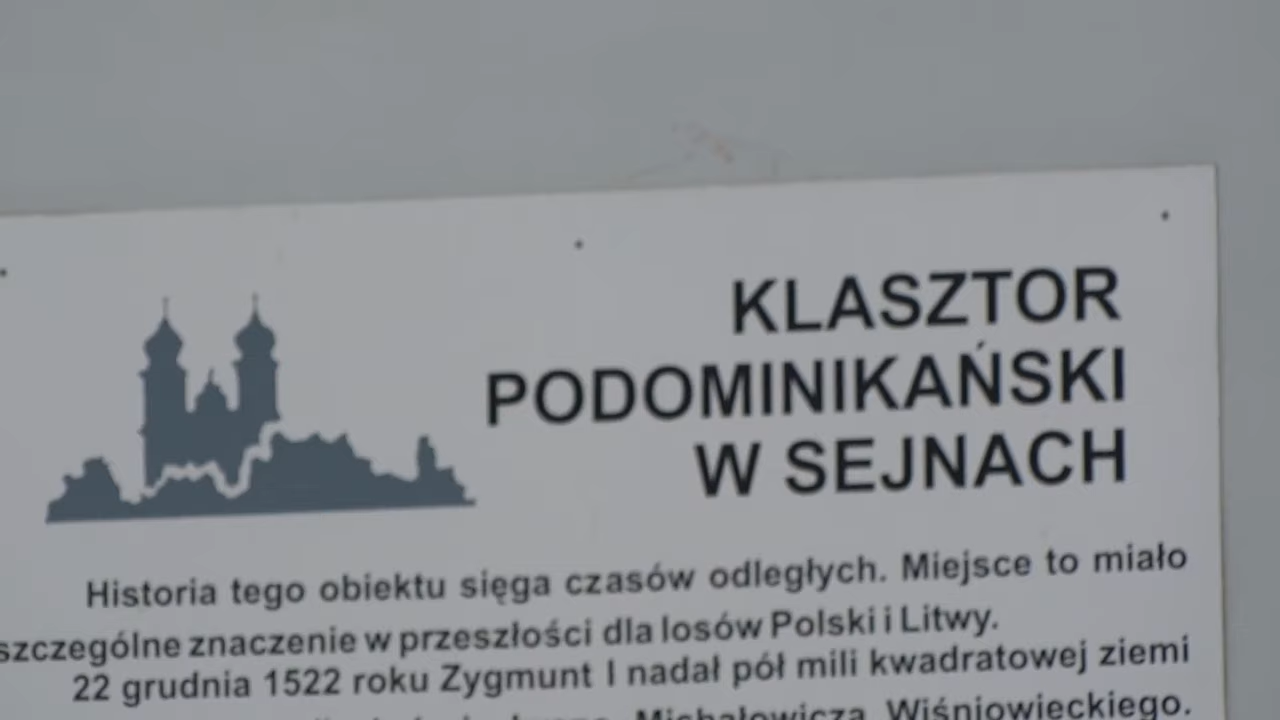 KLASZTOR
PODOMINIKAŃSKI
W SEJNACH
Historia tego obiektu sięga czasów odległych. Miejsce to miało
szczególne znaczenie w przeszłości dla losów Polski i Litwy.
22 grudnia 1522 roku Zygmunt I nadał pół mili kwadratowej ziemi
Michałowicza Wiśniowieckiego.